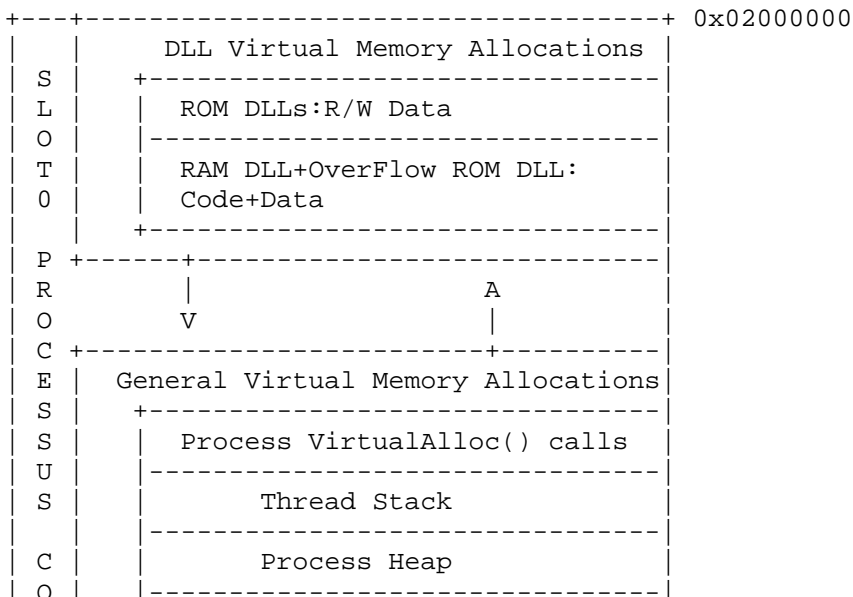 +---+------------------------------------+ 0x02000000
|   |     DLL Virtual Memory Allocations |
| S |   +--------------------------------|
| L |   |  ROM DLLs:R/W Data             |
| O |   |--------------------------------|
| T |   |  RAM DLL+OverFlow ROM DLL:     |
| 0 |   |  Code+Data                     |
|   |   +--------------------------------|
| P +------+-----------------------------|
| R        |                  A          |
| O        V                  |          |
| C +-------------------------+----------|
| E |  General Virtual Memory Allocations|
| S |   +--------------------------------|
| S |   |  Process VirtualAlloc() calls  |
| U |   |--------------------------------|
| S |   |       Thread Stack             |
|   |   |--------------------------------|
| C |   |       Process Heap             |
| O |   |--------------------------------|